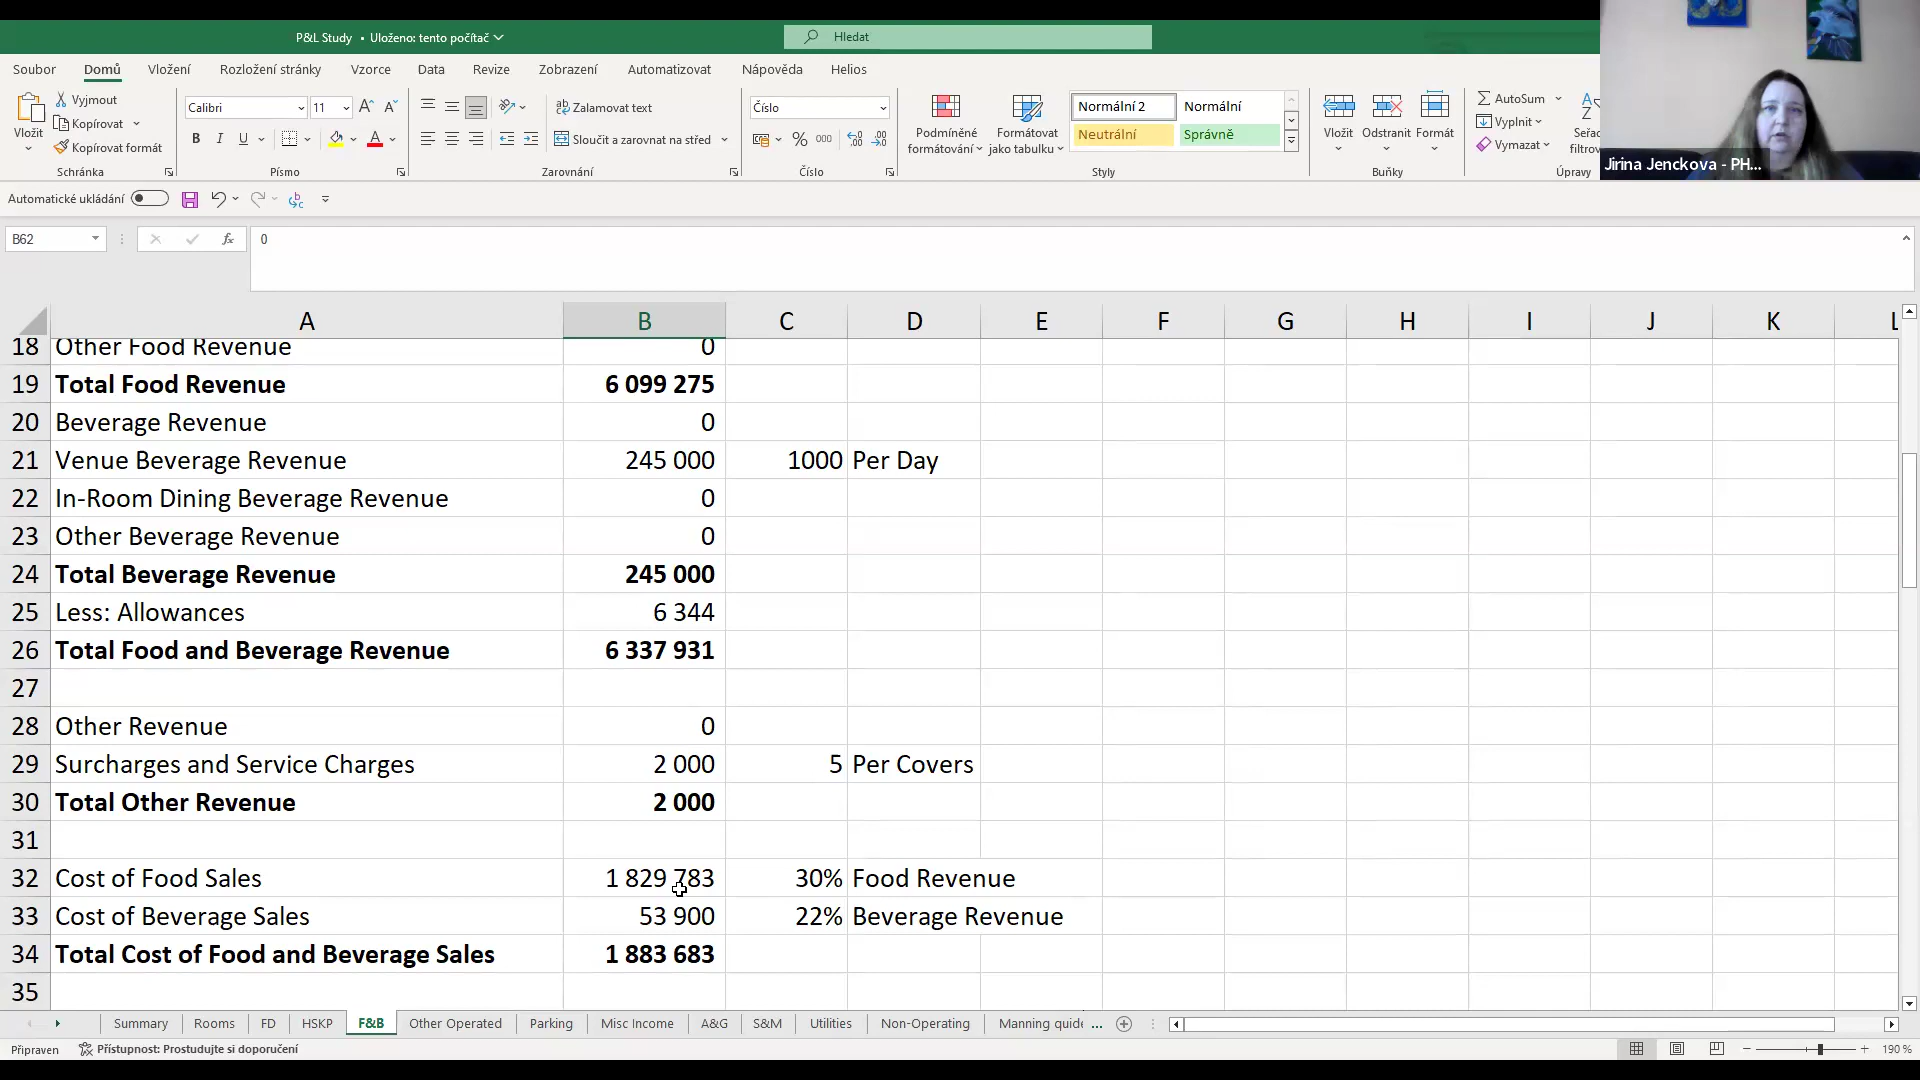 P&L Study • Uloženo: tento počítač
Hledat
Soubor Domů Vložení Rozložení stránky Vzorce Data Revize Zobrazení Automatizovat Nápověda Helios
Vložit
Vyjmout
Kopírovat
Kopírovat formát
Schránka
Calibri 11
B I U
Písmo
Zalamovat text
Sloučit a zarovnat na střed
Zarovnání
Číslo
% 000
Číslo
Podmíněné formátování
Formátovat jako tabulku
Normální 2 Normální
Neutrální Správně
Styly
Vložit Odstranit Formát
Buňky
AutoSum
Vyplnit
Vymazat
Seřa
filtrov
Úpravy
Jirina Jenckova - PH...
Automatické ukládání
B62 fx 0
A B C D E F G H I J K L
18 Other Food Revenue 0
19 Total Food Revenue 6 099 275
20 Beverage Revenue 0
21 Venue Beverage Revenue 245 000 1000 Per Day
22 In-Room Dining Beverage Revenue 0
23 Other Beverage Revenue 0
24 Total Beverage Revenue 245 000
25 Less: Allowances 6 344
26 Total Food and Beverage Revenue 6 337 931
27
28 Other Revenue 0
29 Surcharges and Service Charges 2 000 5 Per Covers
30 Total Other Revenue 2 000
31
32 Cost of Food Sales 1 829 783 30% Food Revenue
33 Cost of Beverage Sales 53 900 22% Beverage Revenue
34 Total Cost of Food and Beverage Sales 1 883 683
35
Summary Rooms FD HSKP F&B Other Operated Parking Misc Income A&G S&M Utilities Non-Operating Manning guide ...
Připraven Přístupnost: Prostudujte si doporučení 190 %